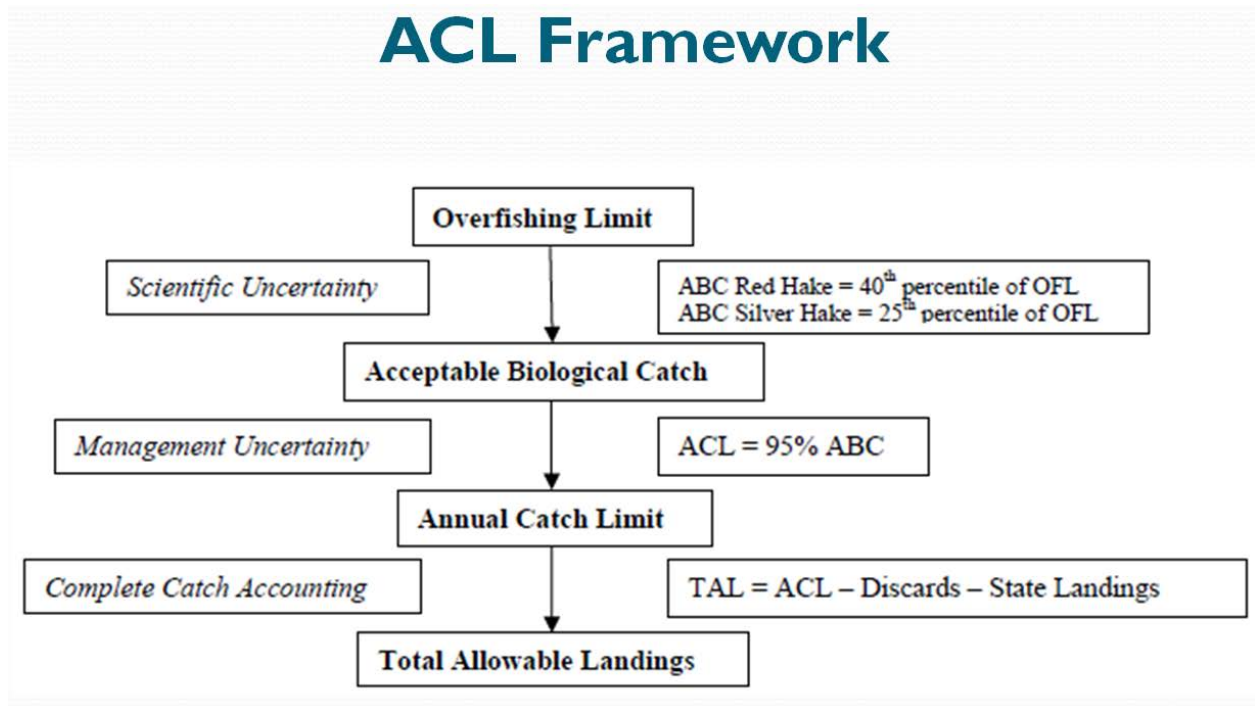 ACL Framework
Overfishing Limit
Scientific Uncertainty
ABC Red Hake = 40th percentile of OFL
ABC Silver Hake = 25th percentile of OFL
Acceptable Biological Catch
Management Uncertainty
ACL = 95% ABC
Annual Catch Limit
Complete Catch Accounting
TAL = ACL – Discards – State Landings
Total Allowable Landings